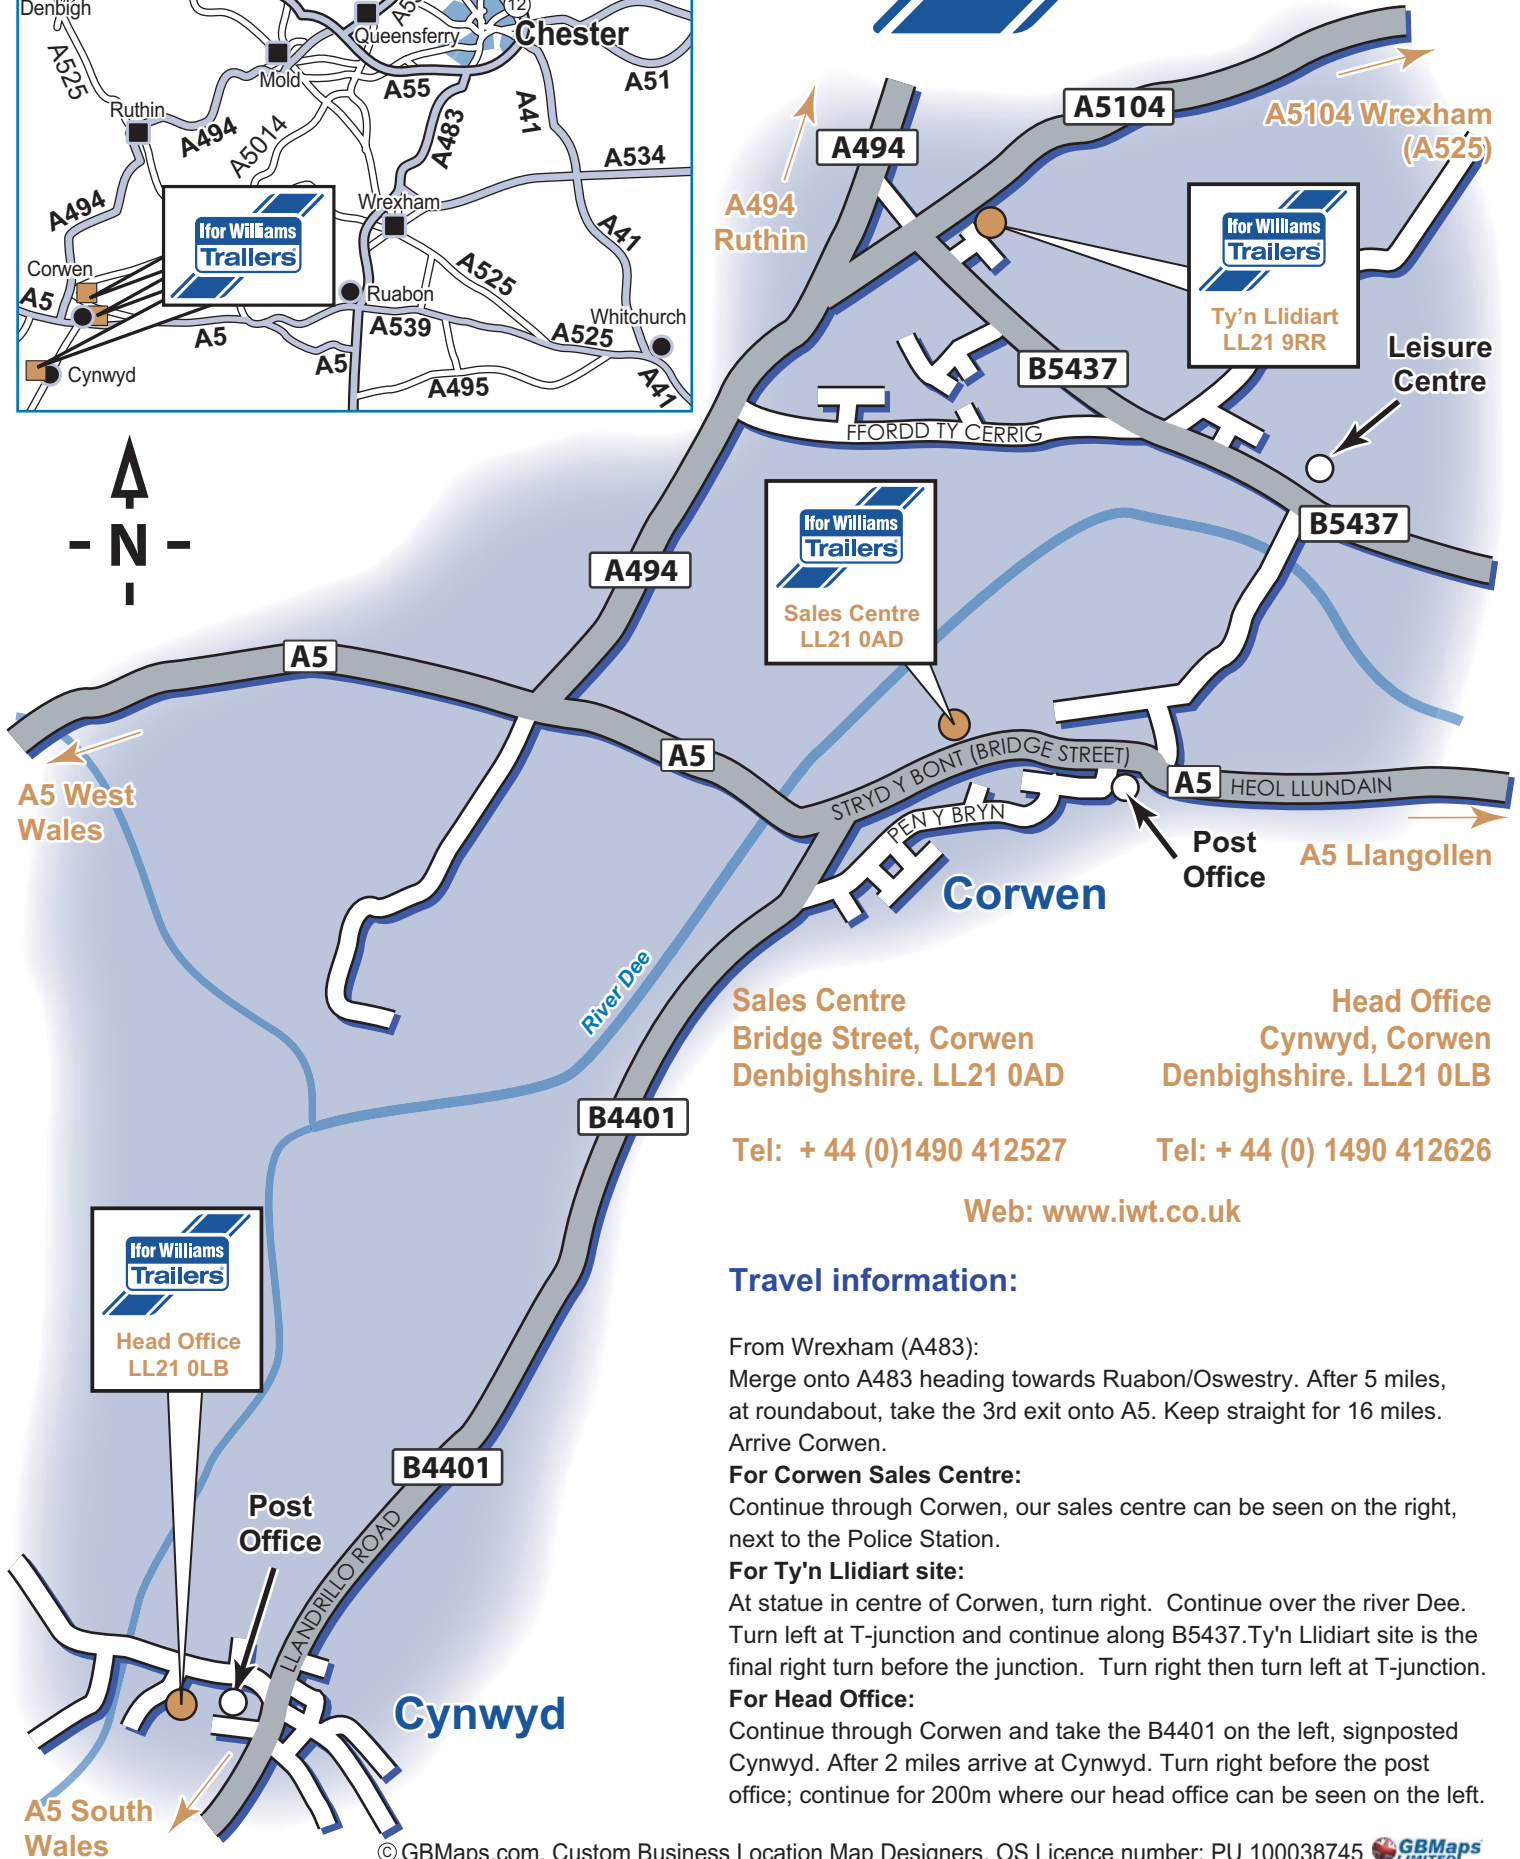 Denbigh
A525
Queensferry
12
Chester
Mold
A55
A51
Ruthin
A494
A5014
A483
A41
A534
A494
Wrexham
Ifor Williams
Trailers
A41
Corwen
A525
A5
Ruabon
Whitchurch
A539
A5
A525
A5
Cynwyd
A495
A41
N
A5104
A494
A5104 Wrexham
(A525)
A494
Ruthin
Ifor Williams
Trailers
Ty'n Llidiart
LL21 9RR
Leisure
Centre
B5437
FFORDD TY CERRIG
B5437
Ifor Williams
Trailers
Sales Centre
LL21 0AD
A494
A5
A5
STRYD Y BONT (BRIDGE STREET)
A5
HEOL LLUNDAIN
A5 West
Wales
PEN Y BRYN
Post
Office
A5 Llangollen
Corwen
River Dee
Sales Centre
Bridge Street, Corwen
Denbighshire. LL21 0AD
Tel: + 44 (0)1490 412527
Head Office
Cynwyd, Corwen
Denbighshire. LL21 0LB
Tel: + 44 (0) 1490 412626
Web: www.iwt.co.uk
B4401
Ifor Williams
Trailers
Head Office
LL21 0LB
B4401
Post
Office
LLANDRILLO ROAD
Cynwyd
A5 South
Wales
Travel information:
From Wrexham (A483):
Merge onto A483 heading towards Ruabon/Oswestry. After 5 miles,
at roundabout, take the 3rd exit onto A5. Keep straight for 16 miles.
Arrive Corwen.
For Corwen Sales Centre:
Continue through Corwen, our sales centre can be seen on the right,
next to the Police Station.
For Ty'n Llidiart site:
At statue in centre of Corwen, turn right. Continue over the river Dee.
Turn left at T-junction and continue along B5437.Ty'n Llidiart site is the
final right turn before the junction. Turn right then turn left at T-junction.
For Head Office:
Continue through Corwen and take the B4401 on the left, signposted
Cynwyd. After 2 miles arrive at Cynwyd. Turn right before the post
office; continue for 200m where our head office can be seen on the left.
© GBMaps.com. Custom Business Location Map Designers. OS Licence number: PU 100038745
GBMaps
LIMITED